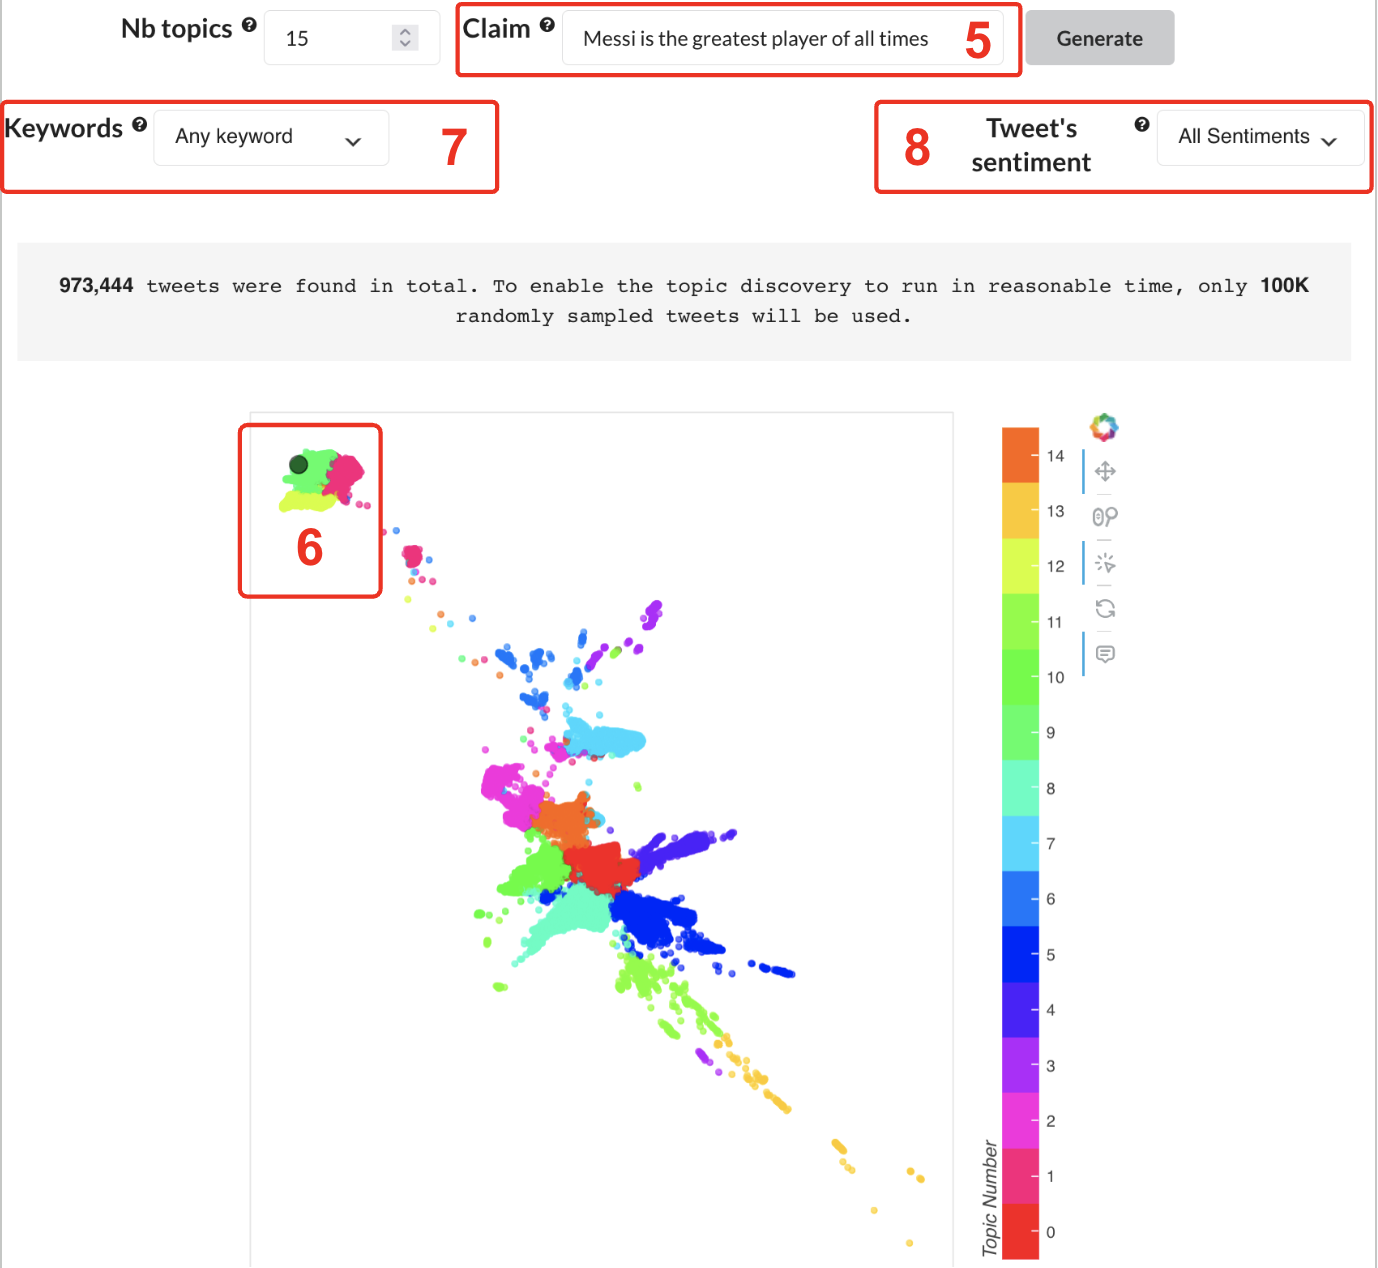 Nb topics ? 15 Claim ? Messi is the greatest player of all times 5 Generate
Keywords ? Any keyword 7 8 Tweet's ? All Sentiments
sentiment
973,444 tweets were found in total. To enable the topic discovery to run in reasonable time, only 100K
randomly sampled tweets will be used.
6
14
13
12
11
10
9
8
7
6
5
4
3
2
1
0
Topic Number